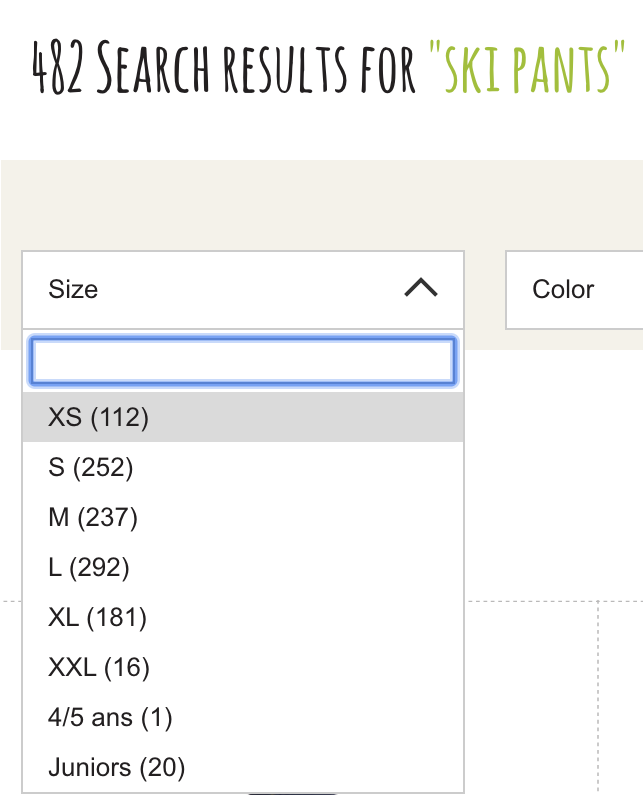 482 Search results for "ski pants"
Size
Color
XS (112)
S (252)
M (237)
L (292)
XL (181)
XXL (16)
4/5 ans (1)
Juniors (20)